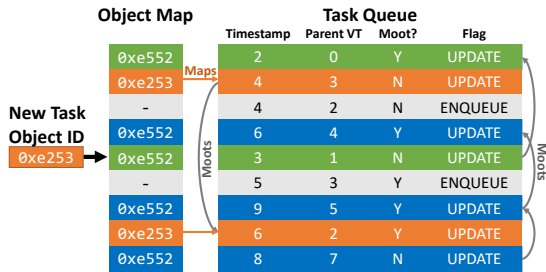 Object Map Task Queue
Timestamp Parent VT Moot? Flag
0xe552 2 0 Y UPDATE
0xe253 Maps 4 3 N UPDATE
- 4 2 N ENQUEUE
New Task
Object ID
0xe552 6 4 Y UPDATE
0xe253 0xe552 3 1 N UPDATE
Moots
Moots
- 5 3 Y ENQUEUE
0xe552 9 5 Y UPDATE
0xe253 6 2 Y UPDATE
0xe552 8 7 N UPDATE